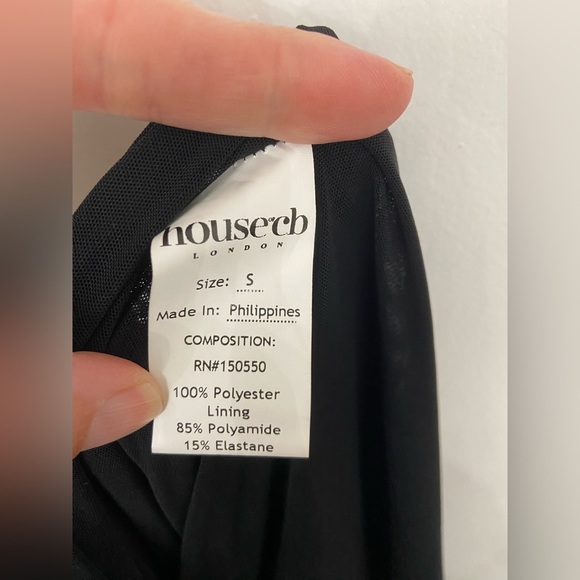 house of cb
LONDON
Size: S
Made In: Philippines
COMPOSITION:
RN#150550
100% Polyester
Lining
85% Polyamide
15% Elastane